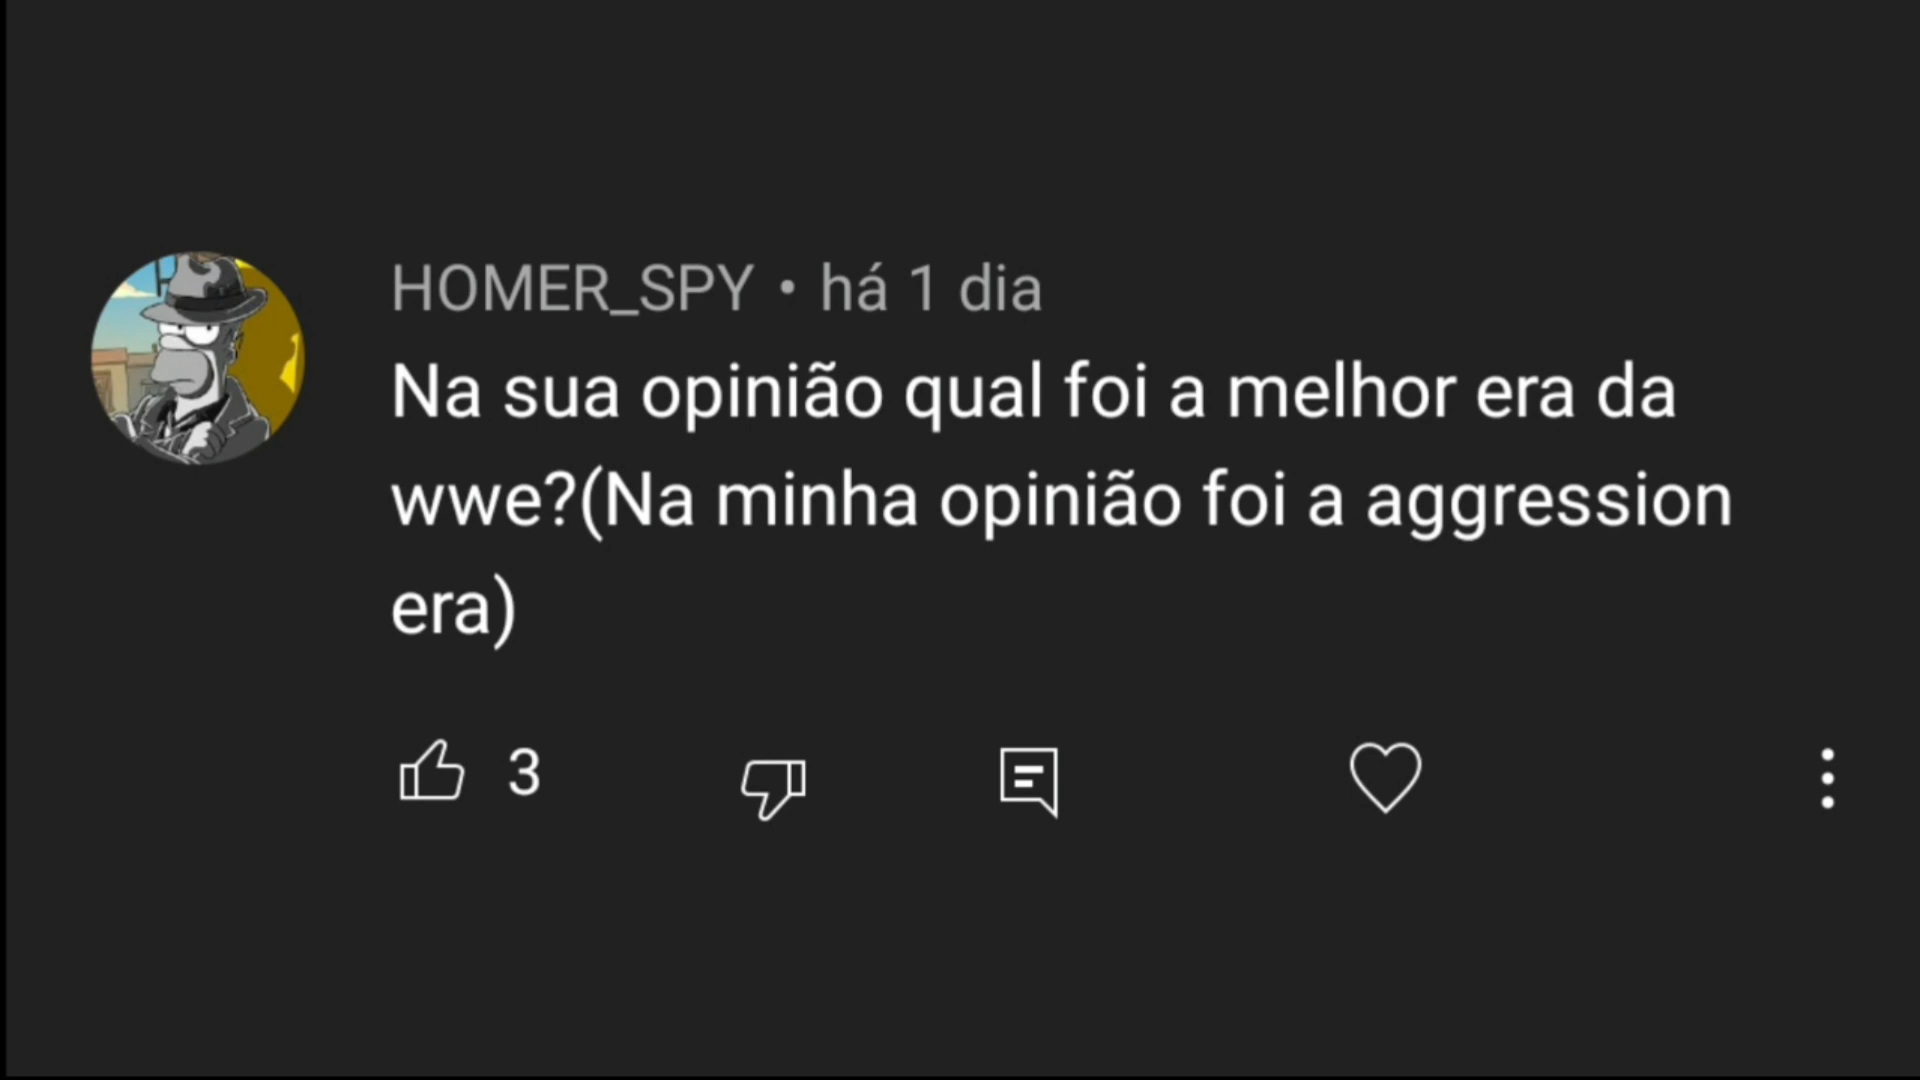 HOMER_SPY • há 1 dia
Na sua opinião qual foi a melhor era da
wwe?(Na minha opinião foi a aggression
era)
3